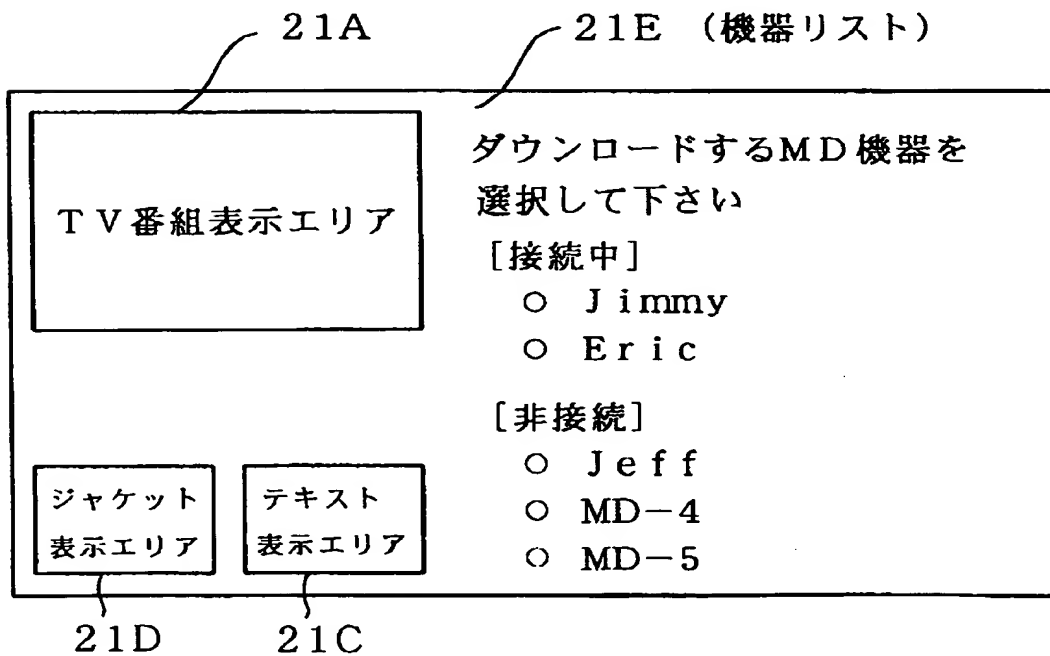 21A
21E （機器リスト）
TV番組表示エリア
ダウンロードするMD機器を
選択して下さい
[接続中]
○ Jimmy
○ Eric
[非接続]
○ Jeff
○ MD－4
○ MD－5
ジャケット
表示エリア
テキスト
表示エリア
21D
21C